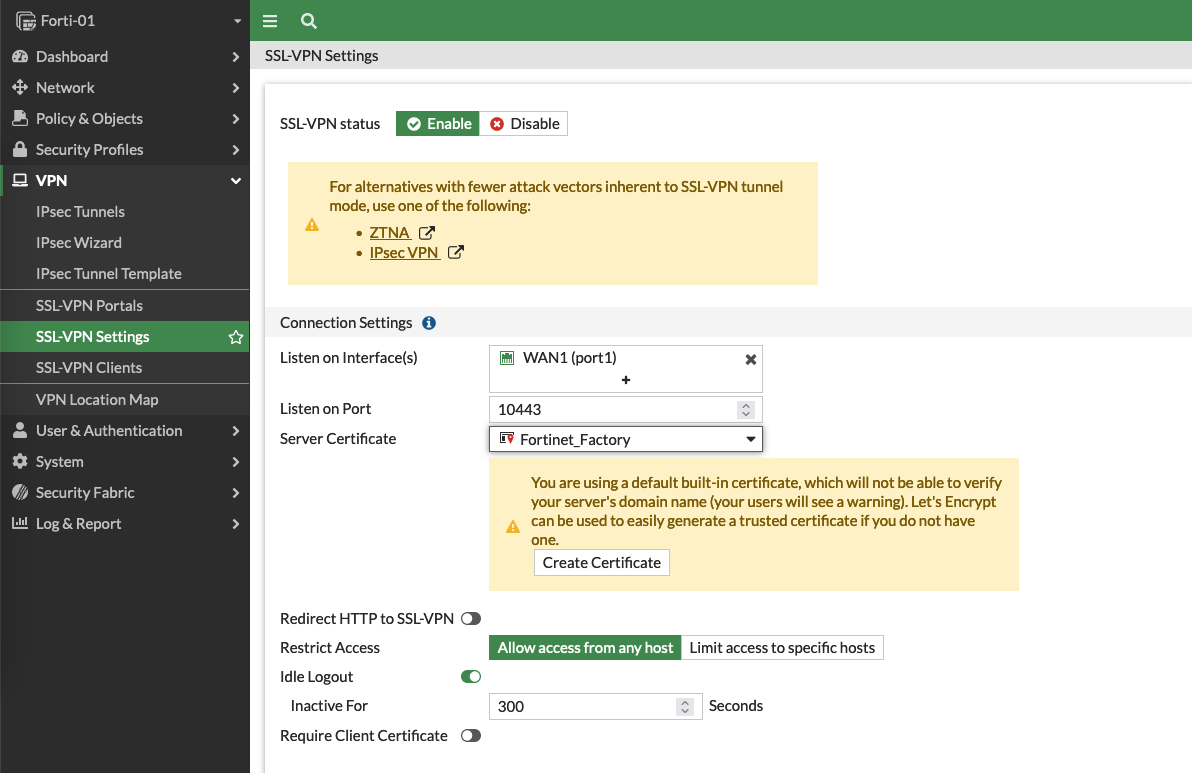 Forti-01
Dashboard
Network
Policy & Objects
Security Profiles
VPN
IPsec Tunnels
IPsec Wizard
IPsec Tunnel Template
SSL-VPN Portals
SSL-VPN Settings
SSL-VPN Clients
VPN Location Map
User & Authentication
System
Security Fabric
Log & Report
SSL-VPN Settings
SSL-VPN status Enable Disable
For alternatives with fewer attack vectors inherent to SSL-VPN tunnel
mode, use one of the following:
• ZTNA
• IPsec VPN
Connection Settings
Listen on Interface(s) WAN1 (port1)
Listen on Port 10443
Server Certificate Fortinet_Factory
You are using a default built-in certificate, which will not be able to verify
your server's domain name (your users will see a warning). Let's Encrypt
can be used to easily generate a trusted certificate if you do not have
one.
Create Certificate
Redirect HTTP to SSL-VPN
Restrict Access Allow access from any host Limit access to specific hosts
Idle Logout
Inactive For 300 Seconds
Require Client Certificate